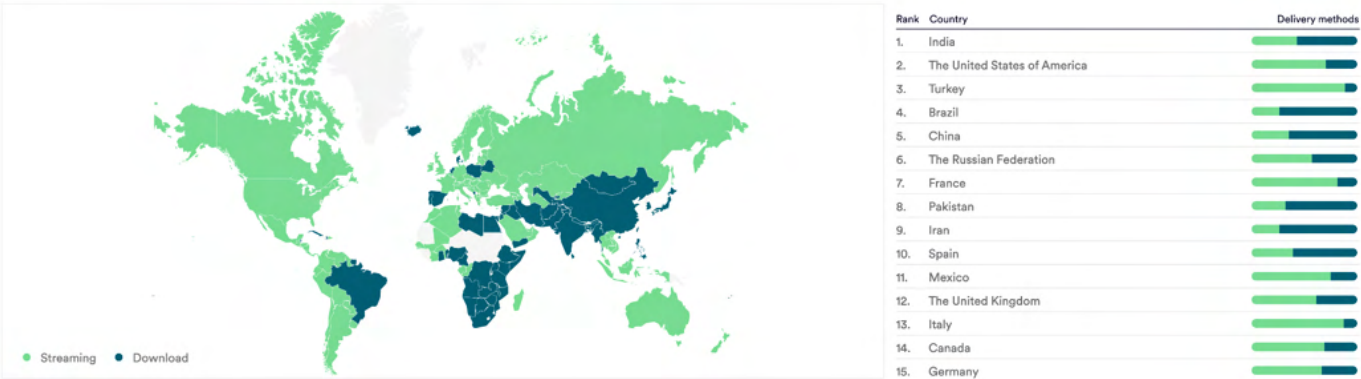 Rank Country Delivery methods
1. India
2. The United States of America
3. Turkey
4. Brazil
5. China
6. The Russian Federation
7. France
8. Pakistan
9. Iran
10. Spain
11. Mexico
12. The United Kingdom
13. Italy
14. Canada
15. Germany
Streaming Download